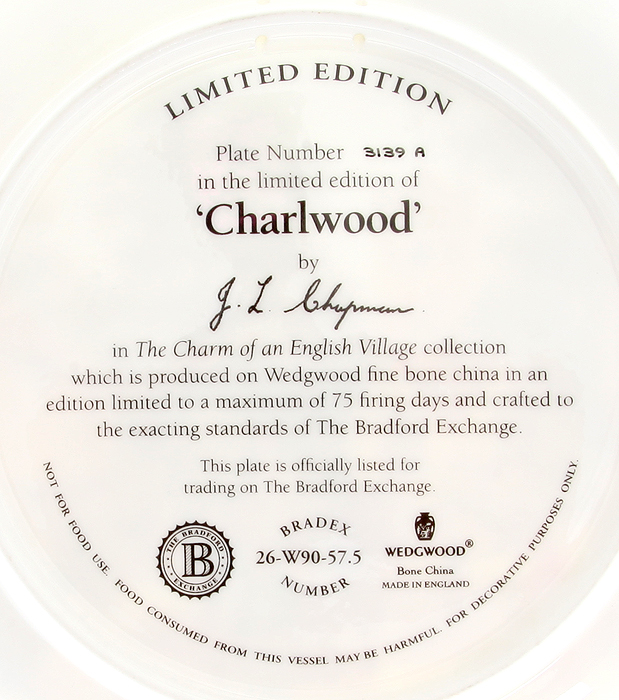 LIMITED EDITION
Plate Number 3139 A
in the limited edition of
‘Charlwood’
by
J. L. Chapman.
in The Charm of an English Village collection
which is produced on Wedgwood fine bone china in an
edition limited to a maximum of 75 firing days and crafted to
the exacting standards of The Bradford Exchange.
This plate is officially listed for
trading on The Bradford Exchange.
THE BRADFORD
B
EXCHANGE
BRADEX
26-W90-57.5
NUMBER
WEDGWOOD®
Bone China
MADE IN ENGLAND
NOT FOR FOOD USE. FOOD CONSUMED FROM THIS VESSEL MAY BE HARMFUL. FOR DECORATIVE PURPOSES ONLY.